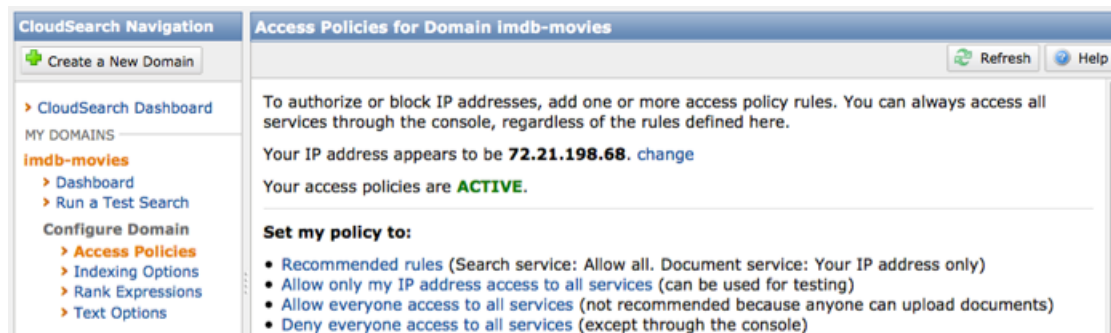 CloudSearch Navigation
Create a New Domain
CloudSearch Dashboard
MY DOMAINS
imdb-movies
Dashboard
Run a Test Search
Configure Domain
Access Policies
Indexing Options
Rank Expressions
Text Options
Access Policies for Domain imdb-movies
Refresh Help
To authorize or block IP addresses, add one or more access policy rules. You can always access all
services through the console, regardless of the rules defined here.
Your IP address appears to be 72.21.198.68. change
Your access policies are ACTIVE.
Set my policy to:
• Recommended rules (Search service: Allow all. Document service: Your IP address only)
• Allow only my IP address access to all services (can be used for testing)
• Allow everyone access to all services (not recommended because anyone can upload documents)
• Deny everyone access to all services (except through the console)